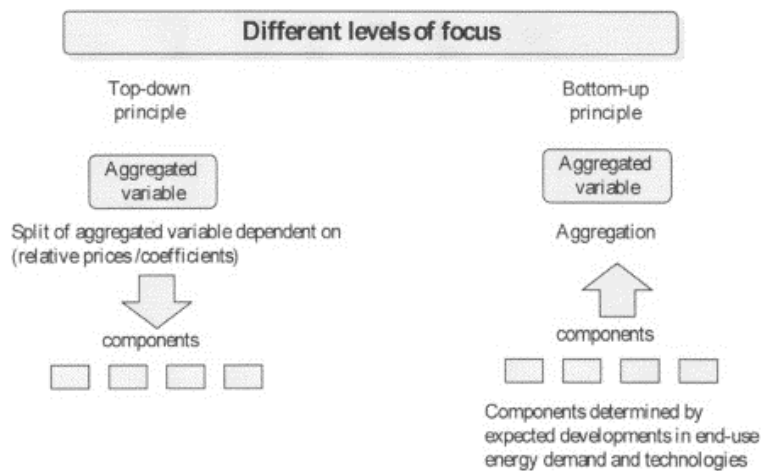 Different levels of focus
Top-down
principle
Aggregated
variable
Split of aggregated variable dependent on
(relative prices/coefficients)
components
Bottom-up
principle
Aggregated
variable
Aggregation
components
Components determined by
expected developments in end-use
energy demand and technologies